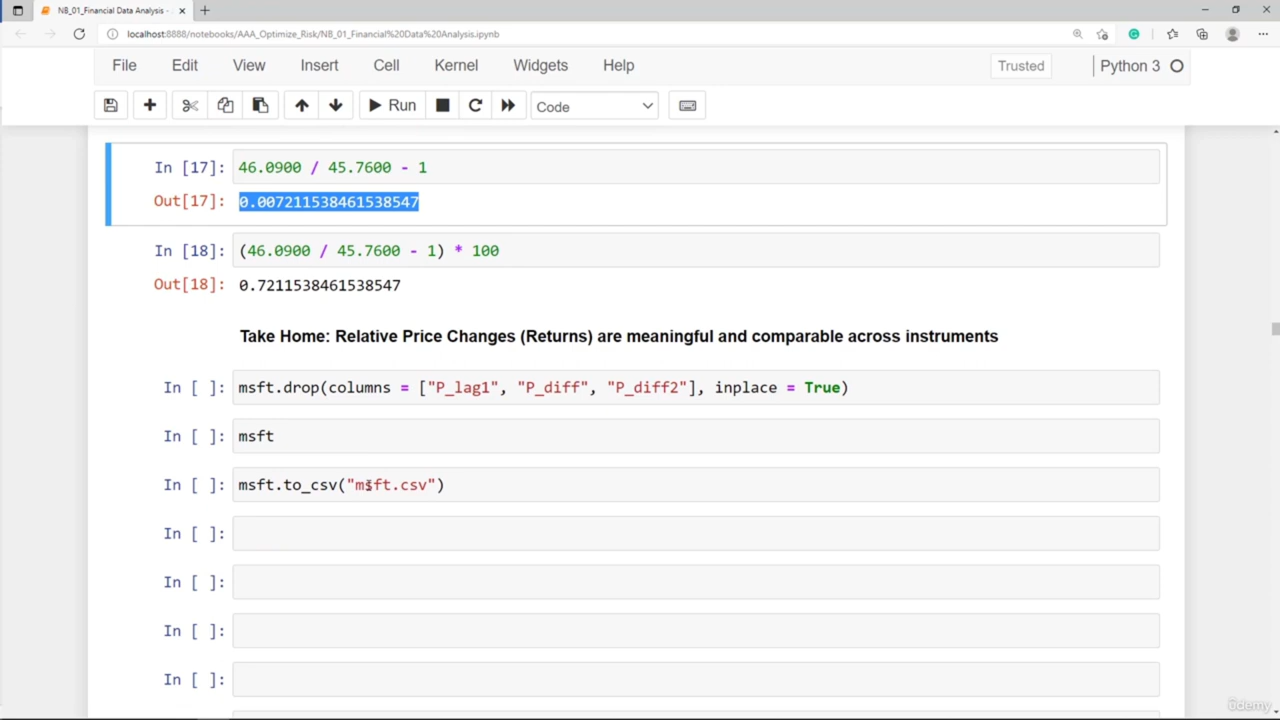 NB_01_Financial Data Analysis -
localhost:8888/notebooks/AAA_Optimize_Risk/NB_01_Financial%20Data%20Analysis.ipynb
File Edit View Insert Cell Kernel Widgets Help Trusted Python 3
Run Code
In [17]: 46.0900 / 45.7600 - 1
Out[17]: 0.007211538461538547
In [18]: (46.0900 / 45.7600 - 1) * 100
Out[18]: 0.7211538461538547
Take Home: Relative Price Changes (Returns) are meaningful and comparable across instruments
In [ ]: msft.drop(columns = ["P_lag1", "P_diff", "P_diff2"], inplace = True)
In [ ]: msft
In [ ]: msft.to_csv("msft.csv")
In [ ]:
In [ ]:
In [ ]:
In [ ]:
ûdemy